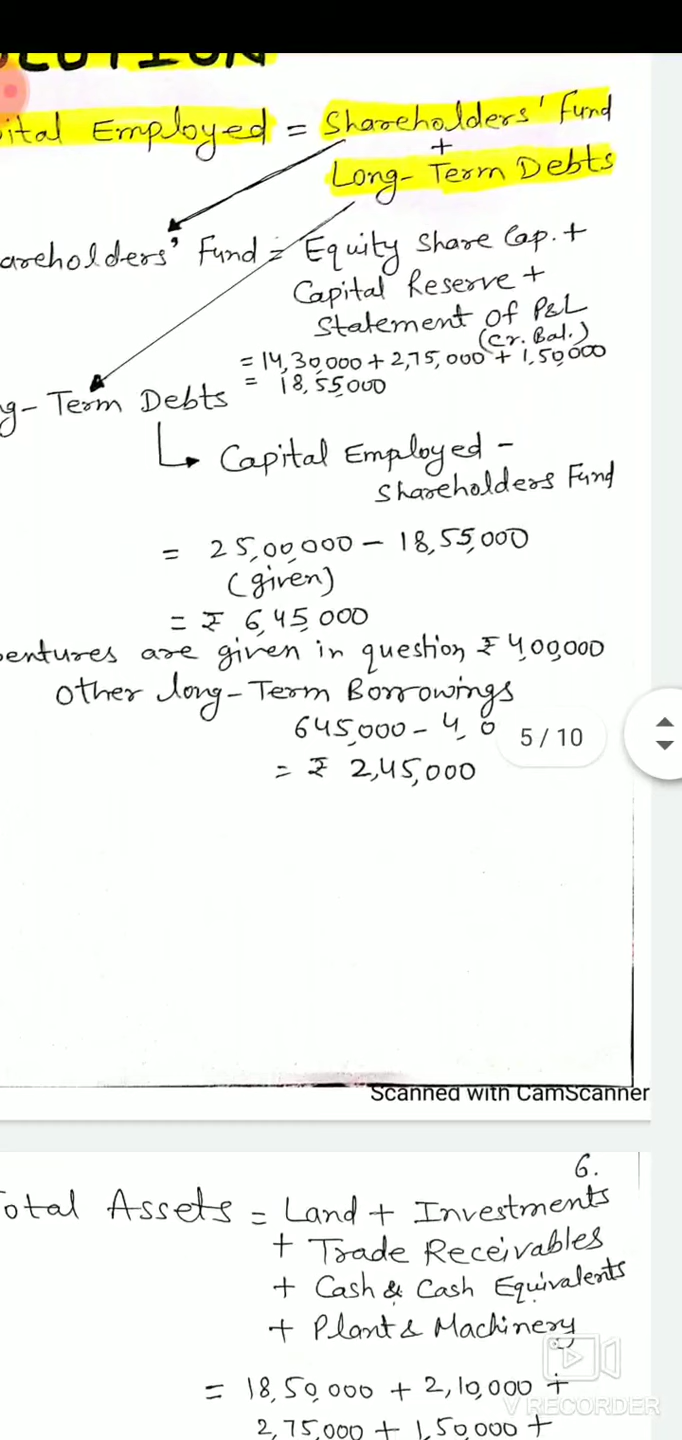 SOLUTION
ital Employed = Shareholders' Fund
+
Long-Term Debts
areholders' Fund = Equity Share Cap. +
Capital Reserve +
Statement of P&L
(Cr. Bal.)
= 14,30,000 + 2,75,000 + 1,50,000
= 18,55,000
g-Term Debts
Capital Employed -
Shareholders Fund
= 25,00,000 - 18,55,000
(given)
= ₹ 6,45,000
entures are given in question ₹ 4,00,000
Other long-Term Borrowings
645,000 - 4,0
5 / 10
= ₹ 2,45,000
Scanned with CamScanner
6.
Total Assets = Land + Investments
+ Trade Receivables
+ Cash & Cash Equivalents
+ Plant & Machinery
= 18,50,000 + 2,10,000 +
V RECORDER
2,75,000 + 1,50,000 +